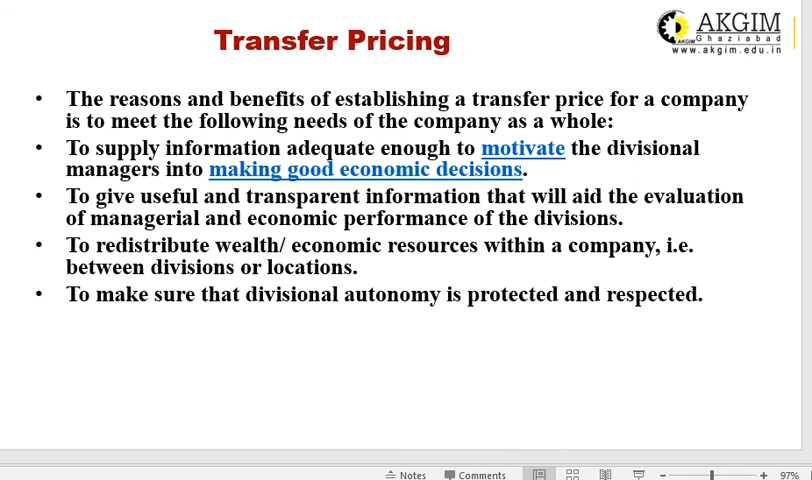 Transfer Pricing
AKGIM
Ghaziabad
AKGIM
www.akgim.edu.in
• The reasons and benefits of establishing a transfer price for a company
is to meet the following needs of the company as a whole:
• To supply information adequate enough to motivate the divisional
managers into making good economic decisions.
• To give useful and transparent information that will aid the evaluation
of managerial and economic performance of the divisions.
• To redistribute wealth/ economic resources within a company, i.e.
between divisions or locations.
• To make sure that divisional autonomy is protected and respected.
Notes Comments 97%